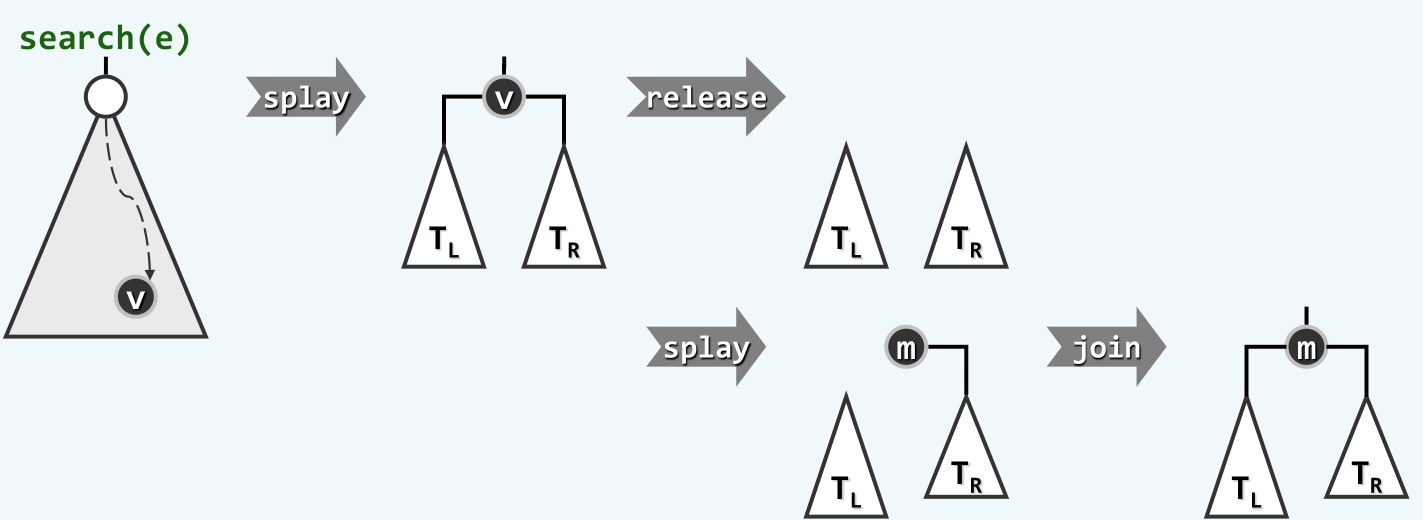 search(e)
splay
v
release
T_L
T_R
T_L
T_R
v
splay
m
join
m
T_L
T_R
T_L
T_R